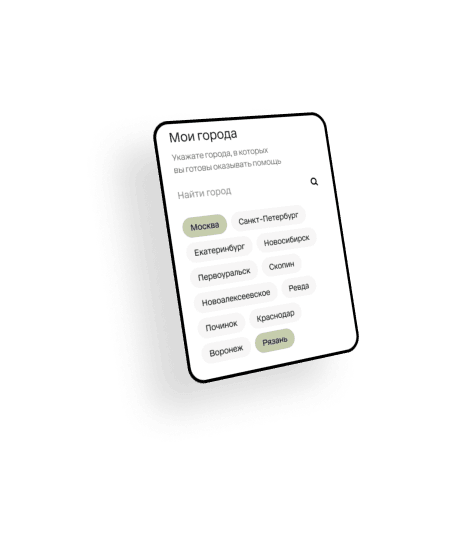 Мои города
Укажате города, в которых
вы готовы оказывать помощь
Найти город
Москва Санкт-Петербург
Екатеринбург Новосибирск
Первоуральск Скопин
Новоалексеевское Ревда
Починок Краснодар
Воронеж Рязань